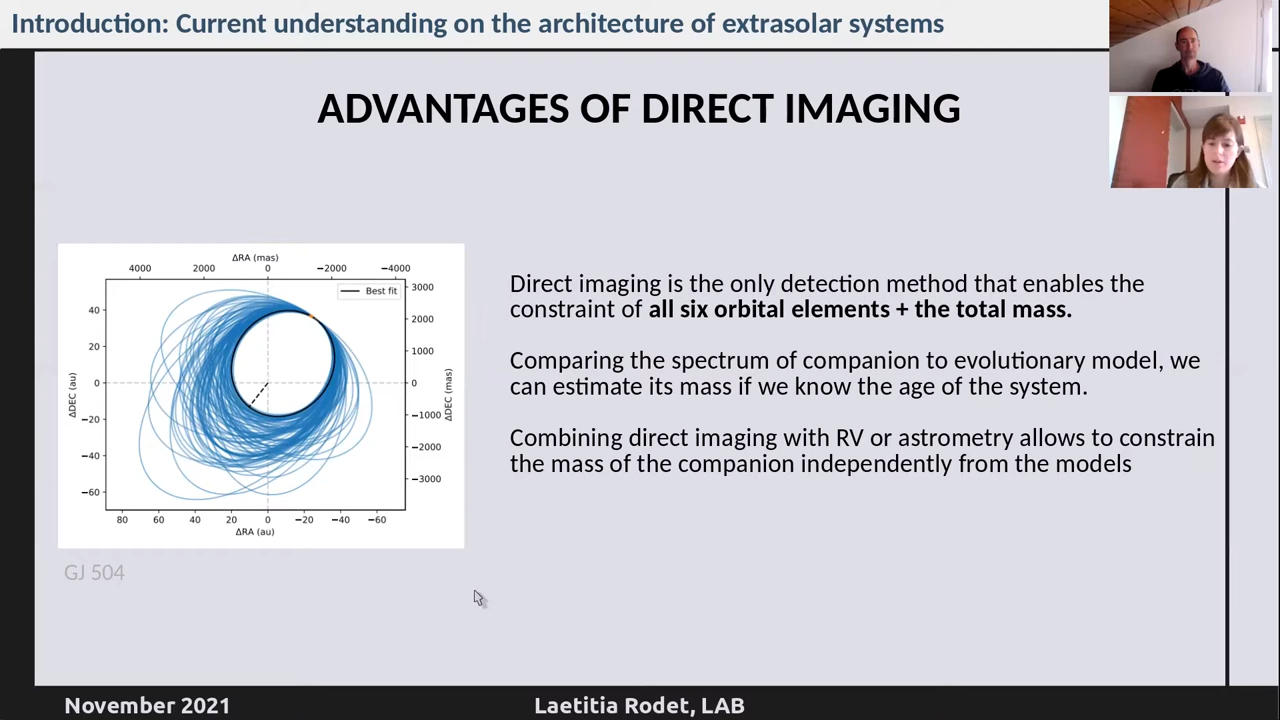 Introduction: Current understanding on the architecture of extrasolar systems
ADVANTAGES OF DIRECT IMAGING
ΔRA (mas)
4000 2000 0 −2000 −4000
Best fit
40
20
0
−20
−40
−60
ΔDEC (au)
3000
2000
1000
0
−1000
−2000
−3000
ΔDEC (mas)
80 60 40 20 0 −20 −40 −60
ΔRA (au)
GJ 504
Direct imaging is the only detection method that enables the
constraint of all six orbital elements + the total mass.
Comparing the spectrum of companion to evolutionary model, we
can estimate its mass if we know the age of the system.
Combining direct imaging with RV or astrometry allows to constrain
the mass of the companion independently from the models
November 2021
Laetitia Rodet, LAB